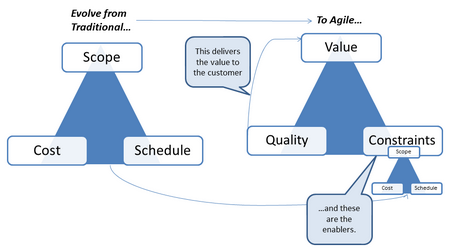 Evolve from
Traditional...
To Agile...
Scope
Cost
Schedule
This delivers
the value to
the customer
Value
Quality
Constraints
Scope
Cost
Schedule
...and these
are the
enablers.